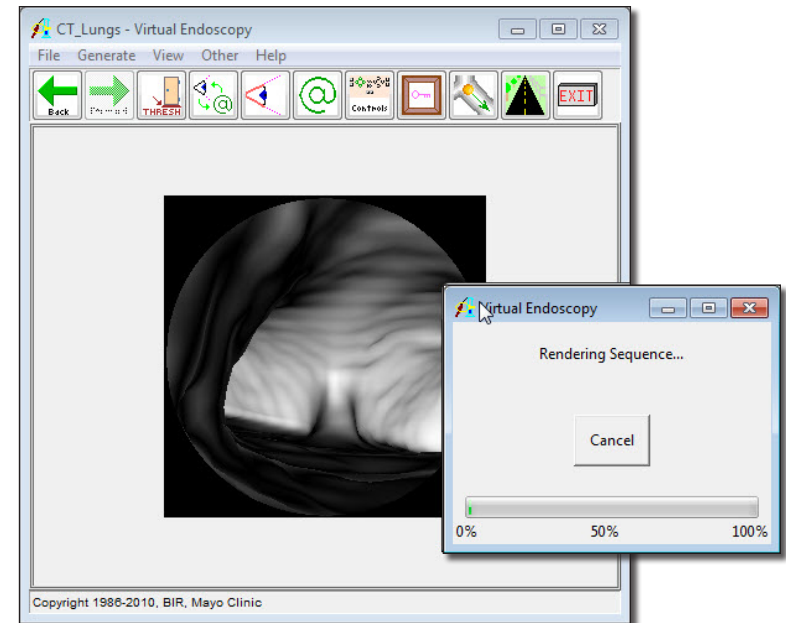 CT_Lungs - Virtual Endoscopy
File Generate View Other Help
Back
THRESH
@
@
Controls
EXIT
Virtual Endoscopy
Rendering Sequence...
Cancel
0% 50% 100%
Copyright 1986-2010, BIR, Mayo Clinic